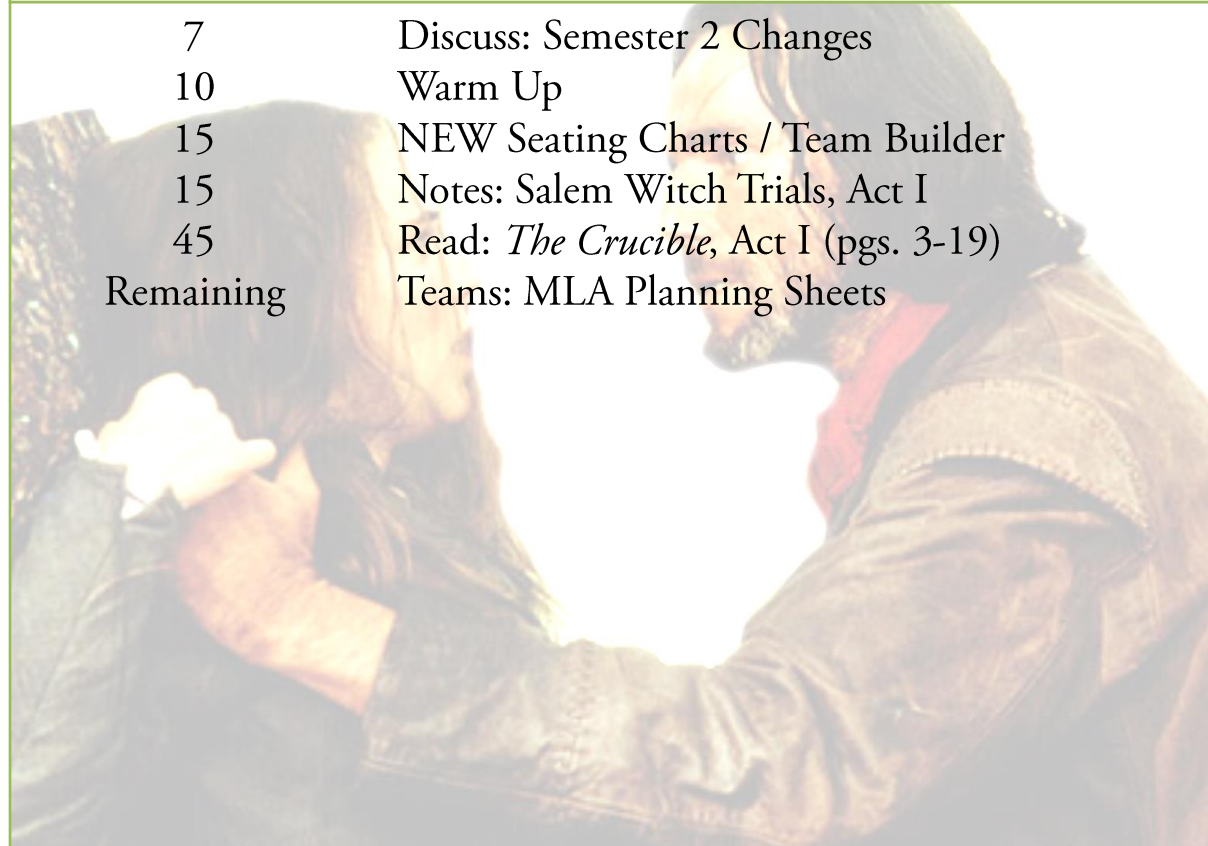 7 Discuss: Semester 2 Changes
10 Warm Up
15 NEW Seating Charts / Team Builder
15 Notes: Salem Witch Trials, Act I
45 Read: The Crucible, Act I (pgs. 3-19)
Remaining Teams: MLA Planning Sheets